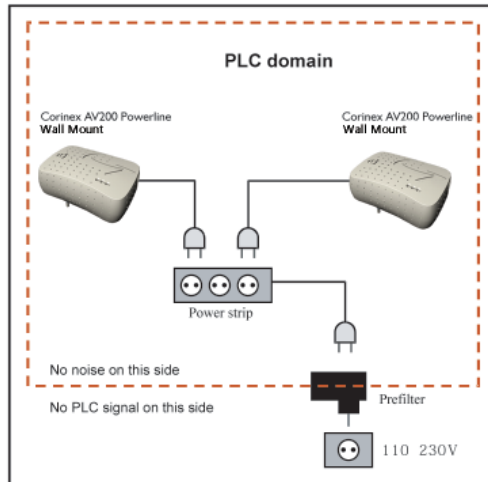 PLC domain
Corinex AV200 Powerline
Wall Mount
Corinex AV200 Powerline
Wall Mount
Power strip
No noise on this side
Prefilter
No PLC signal on this side
110 230V